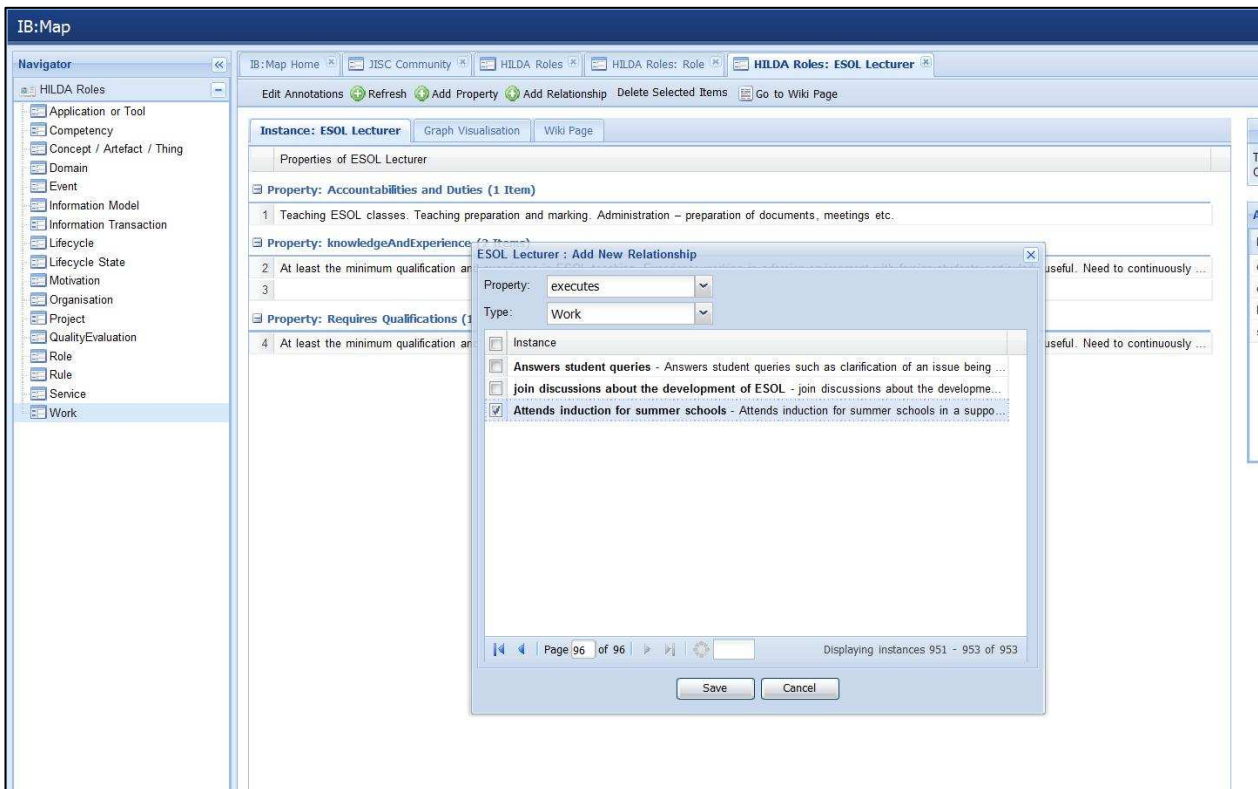 IB:Map
Navigator
HILDA Roles
Application or Tool
Competency
Concept / Artefact / Thing
Domain
Event
Information Model
Information Transaction
Lifecycle
Lifecycle State
Motivation
Organisation
Project
QualityEvaluation
Role
Rule
Service
Work
IB:Map Home JISC Community HILDA Roles HILDA Roles: Role HILDA Roles: ESOL Lecturer
Edit Annotations Refresh Add Property Add Relationship Delete Selected Items Go to Wiki Page
Instance: ESOL Lecturer Graph Visualisation Wiki Page
Properties of ESOL Lecturer
Property: Accountabilities and Duties (1 Item)
1 Teaching ESOL classes. Teaching preparation and marking. Administration – preparation of documents, meetings etc.
Property: knowledgeAndExperience (2 Items)
2 At least the minimum qualification an useful. Need to continuously ...
3
Property: Requires Qualifications (1
4 At least the minimum qualification an useful. Need to continuously ...
ESOL Lecturer : Add New Relationship
Property: executes
Type: Work
Instance
Answers student queries - Answers student queries such as clarification of an issue being ...
join discussions about the development of ESOL - join discussions about the developme...
Attends induction for summer schools - Attends induction for summer schools in a suppo...
Page 96 of 96 Displaying instances 951 - 953 of 953
Save Cancel